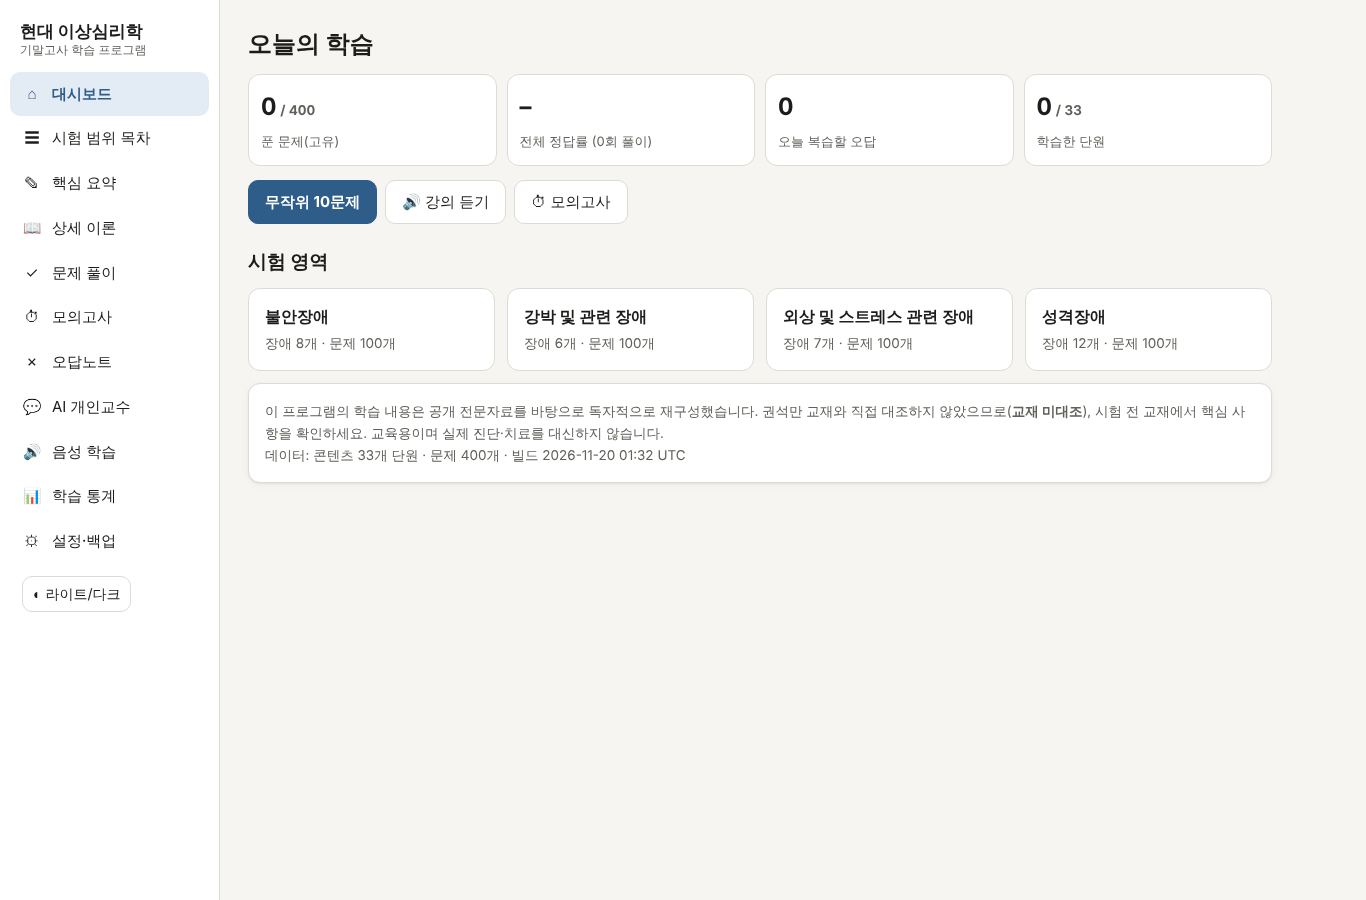 현대 이상심리학
기말고사 학습 프로그램
대시보드
시험 범위 목차
핵심 요약
상세 이론
문제 풀이
모의고사
오답노트
AI 개인교수
음성 학습
학습 통계
설정·백업
라이트/다크
오늘의 학습
0 / 400
푼 문제(고유)
–
전체 정답률 (0회 풀이)
0
오늘 복습할 오답
0 / 33
학습한 단원
무작위 10문제
강의 듣기
모의고사
시험 영역
불안장애
장애 8개 · 문제 100개
강박 및 관련 장애
장애 6개 · 문제 100개
외상 및 스트레스 관련 장애
장애 7개 · 문제 100개
성격장애
장애 12개 · 문제 100개
이 프로그램의 학습 내용은 공개 전문자료를 바탕으로 독자적으로 재구성했습니다. 권석만 교재와 직접 대조하지 않았으므로(교재 미대조), 시험 전 교재에서 핵심 사
항을 확인하세요. 교육용이며 실제 진단·치료를 대신하지 않습니다.
데이터: 콘텐츠 33개 단원 · 문제 400개 · 빌드 2026-11-20 01:32 UTC